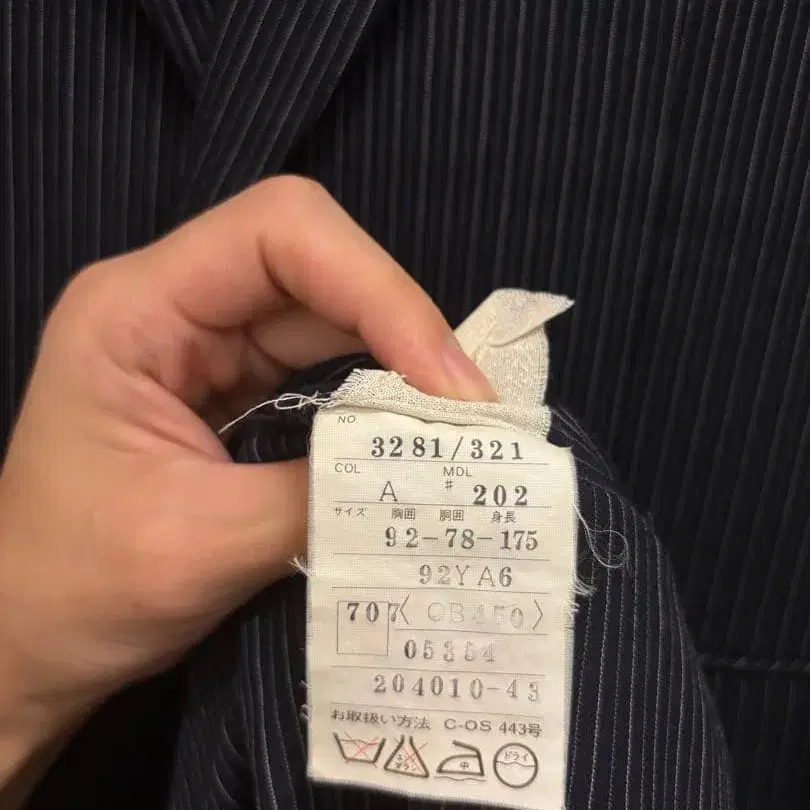 NO.
3281/321
COL MDL
A # 202
サイズ 胸囲 胴囲 身長
92-78-175
92YA6
707 〈 〉
05354
204010-43
お取扱い方法 C-OS 443号
中 ドライ